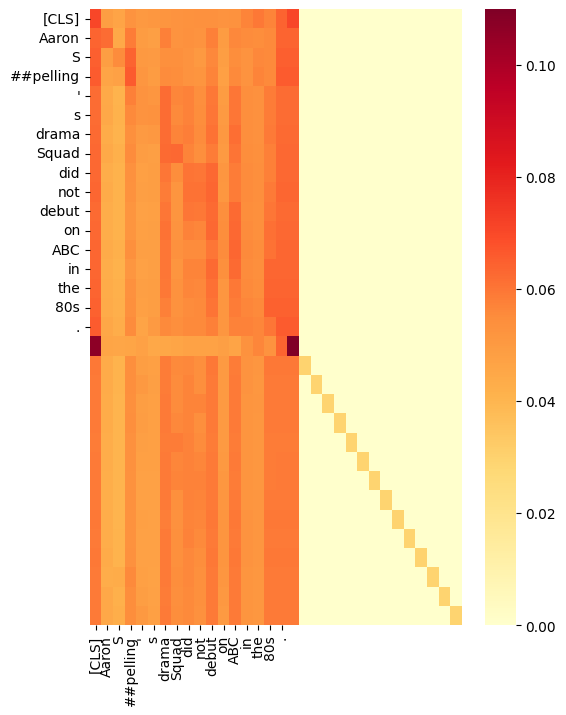 [CLS]
Aaron
S
##pelling
'
s
drama
Squad
did
not
debut
on
ABC
in
the
80s
.
0.10
0.08
0.06
0.04
0.02
0.00
[CLS]
Aaron
S
##pelling
'
s
drama
Squad
did
not
debut
on
ABC
in
the
80s
.